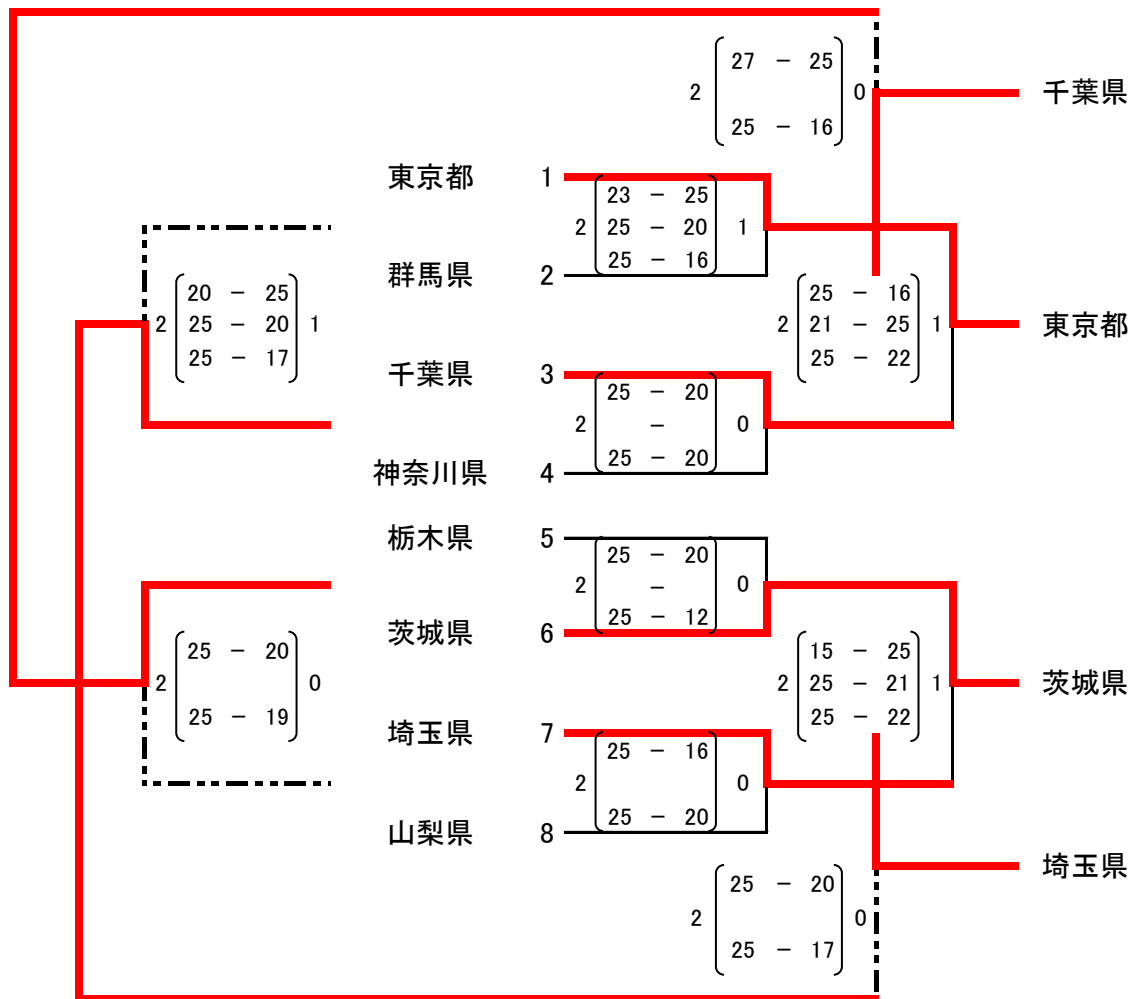 27 － 25
2 0 千葉県
25 － 16
東京都 1
23 － 25
2 25 － 20 1
25 － 16
群馬県 2
20 － 25
2 25 － 20 1
25 － 17
25 － 16
2 21 － 25 1 東京都
25 － 22
千葉県 3
25 － 20
2 － 0
25 － 20
神奈川県 4
栃木県 5
25 － 20
2 － 0
25 － 12
茨城県 6
25 － 20
2 0
25 － 19
15 － 25
2 25 － 21 1 茨城県
25 － 22
埼玉県 7
25 － 16
2 0
25 － 20
山梨県 8
埼玉県
25 － 20
2 0
25 － 17